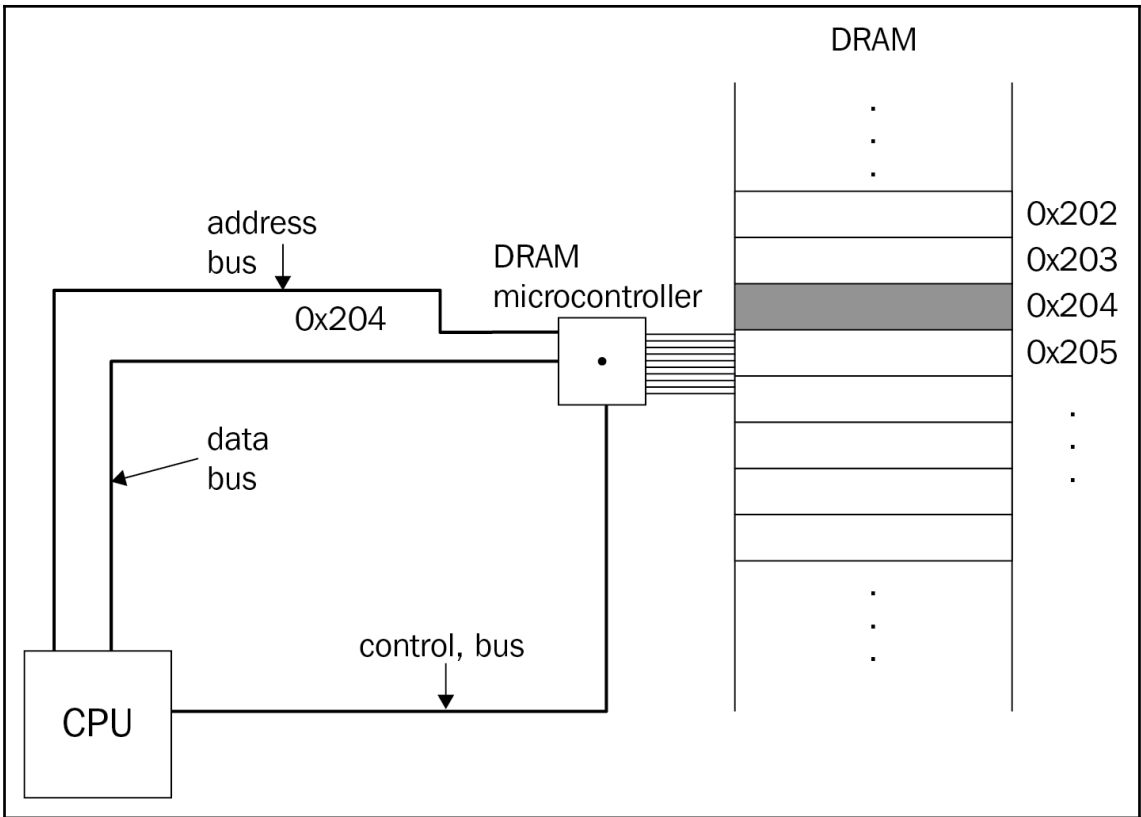 DRAM
0x202
address
bus
DRAM
microcontroller
0x203
0x204
0x204
0x205
data
bus
control, bus
CPU